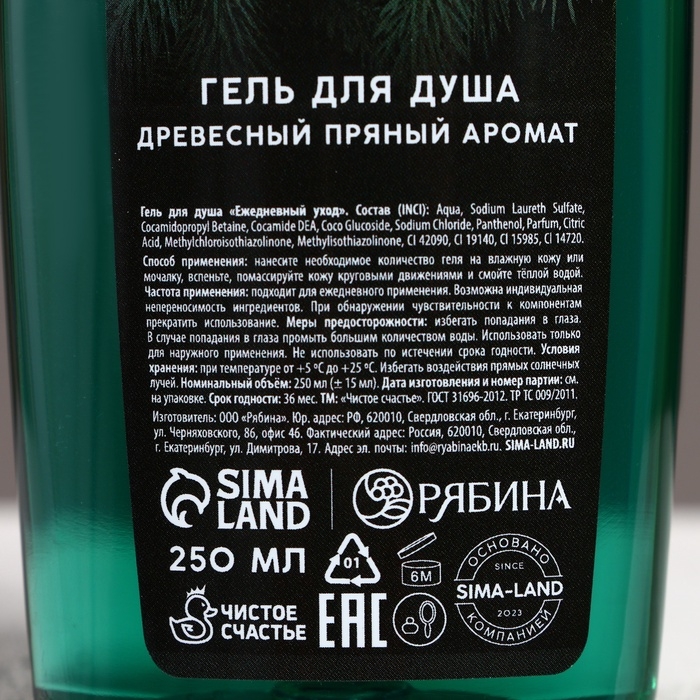 ГЕЛЬ ДЛЯ ДУША
ДРЕВЕСНЫЙ ПРЯНЫЙ АРОМАТ
Гель для душа «Ежедневный уход». Состав (INCI): Aqua, Sodium Laureth Sulfate,
Cocamidopropyl Betaine, Cocamide DEA, Coco Glucoside, Sodium Chloride, Panthenol, Parfum, Citric
Acid, Methylchloroisothiazolinone, Methylisothiazolinone, CI 42090, CI 19140, CI 15985, CI 14720.
Способ применения: нанесите необходимое количество геля на влажную кожу или
мочалку, вспеньте, помассируйте кожу круговыми движениями и смойте тёплой водой.
Частота применения: подходит для ежедневного применения. Возможна индивидуальная
непереносимость ингредиентов. При обнаружении чувствительности к компонентам
прекратить использование. Меры предосторожности: избегать попадания в глаза.
В случае попадания в глаза промыть большим количеством воды. Использовать только
для наружного применения. Не использовать по истечении срока годности. Условия
хранения: при температуре от +5 °С до +25 °С. Избегать воздействия прямых солнечных
лучей. Номинальный объём: 250 мл (± 15 мл). Дата изготовления и номер партии: см.
на упаковке. Срок годности: 36 мес. ТМ: «Чистое счастье». ГОСТ 31696-2012. ТР ТС 009/2011.
Изготовитель: ООО «Рябина». Юр. адрес: РФ, 620010, Свердловская обл., г. Екатеринбург,
ул. Черняховского, 86, офис 46. Фактический адрес: Россия, 620010, Свердловская обл.,
г. Екатеринбург, ул. Димитрова, 17. Адрес эл. почты: info@ryabinaekb.ru. SIMA-LAND.RU
SIMA LAND
РЯБИНА
250 МЛ
01
6М
ОСНОВАНО
SINCE
SIMA-LAND
2023
КОМПАНИЕЙ
ЧИСТОЕ СЧАСТЬЕ
EAC